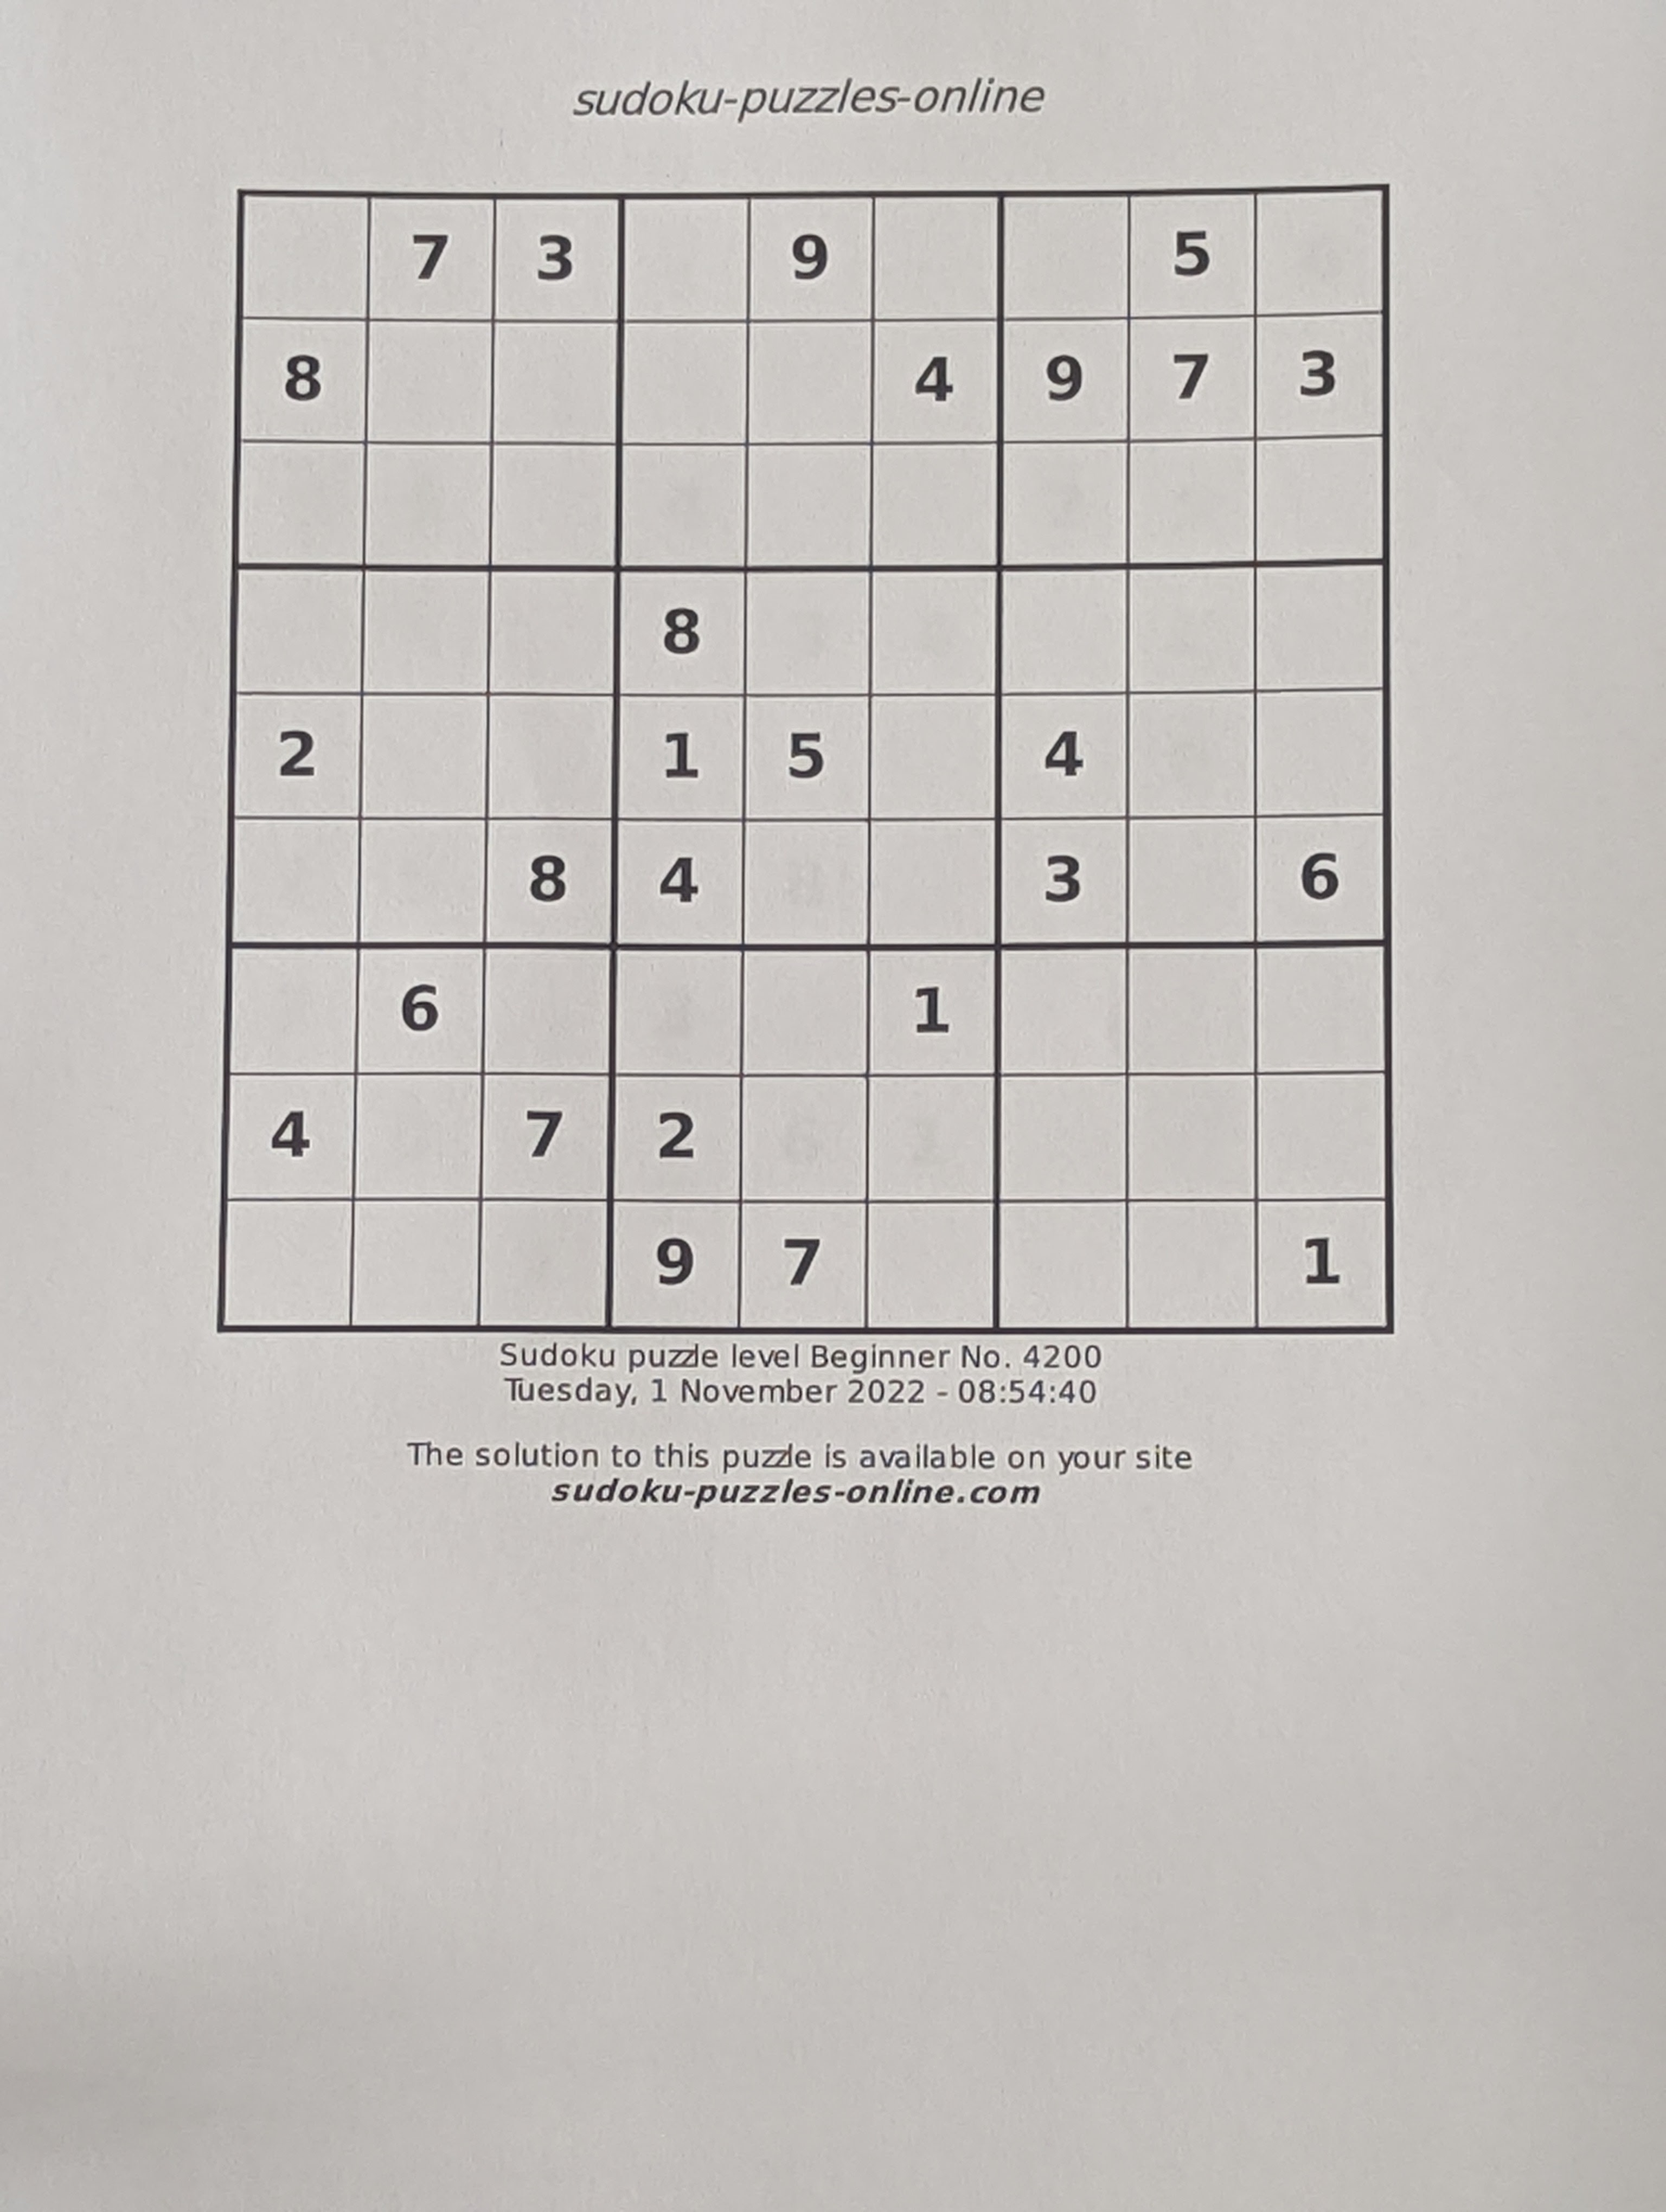 sudoku-puzzles-online
7 3 9 5
8 4 9 7 3
8
2 1 5 4
8 4 3 6
6 1
4 7 2
9 7 1
Sudoku puzzle level Beginner No. 4200
Tuesday, 1 November 2022 - 08:54:40
The solution to this puzzle is available on your site
sudoku-puzzles-online.com